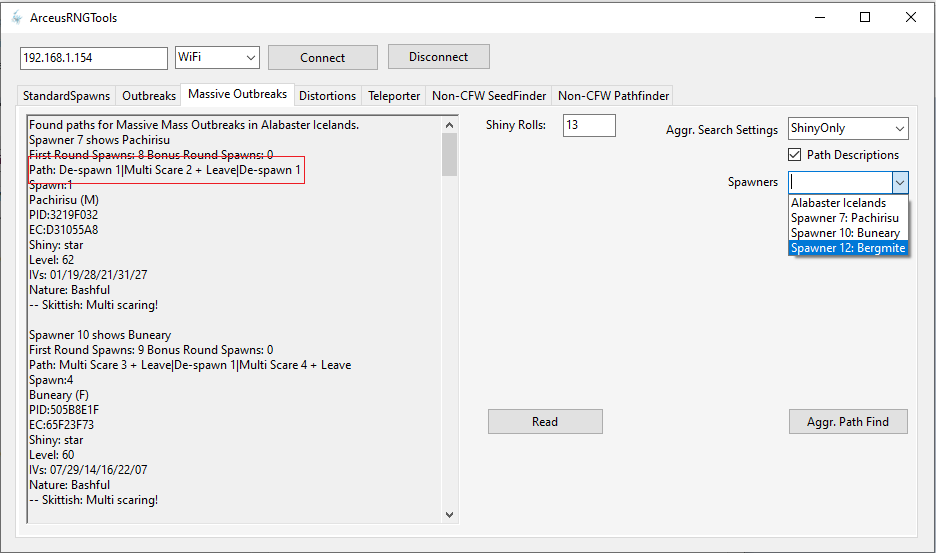 ArceusRNGTools
192.168.1.154 WiFi Connect Disconnect
StandardSpawns Outbreaks Massive Outbreaks Distortions Teleporter Non-CFW SeedFinder Non-CFW Pathfinder
Found paths for Massive Mass Outbreaks in Alabaster Icelands.
Spawner 7 shows Pachirisu
First Round Spawns: 8 Bonus Round Spawns: 0
Path: De-spawn 1|Multi Scare 2 + Leave|De-spawn 1
Spawn:1
Pachirisu (M)
PID:3219F032
EC:D31055A8
Shiny: star
Level: 62
IVs: 01/19/28/21/31/27
Nature: Bashful
-- Skittish: Multi scaring!
Spawner 10 shows Buneary
First Round Spawns: 9 Bonus Round Spawns: 0
Path: Multi Scare 3 + Leave|De-spawn 1|Multi Scare 4 + Leave
Spawn:4
Buneary (F)
PID:505B8E1F
EC:65F23F73
Shiny: star
Level: 60
IVs: 07/29/14/16/22/07
Nature: Bashful
-- Skittish: Multi scaring!
Shiny Rolls: 13
Aggr. Search Settings ShinyOnly
Path Descriptions
Spawners
Alabaster Icelands
Spawner 7: Pachirisu
Spawner 10: Buneary
Spawner 12: Bergmite
Read
Aggr. Path Find